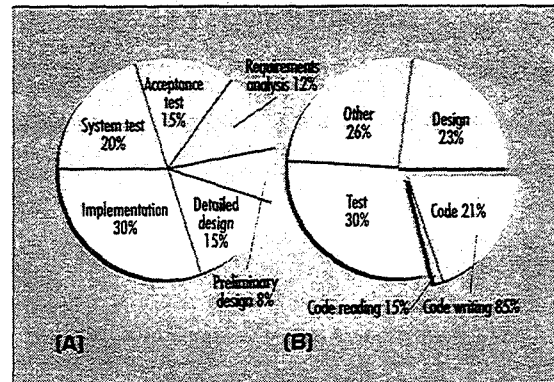 Acceptance
test
15%
Requirements
analysis 12%
System test
20%
Implementation
30%
Detailed
design
15%
Preliminary
design 8%
[A]
Other
26%
Design
23%
Test
30%
Code 21%
Code reading 15%
Code writing 85%
(B)